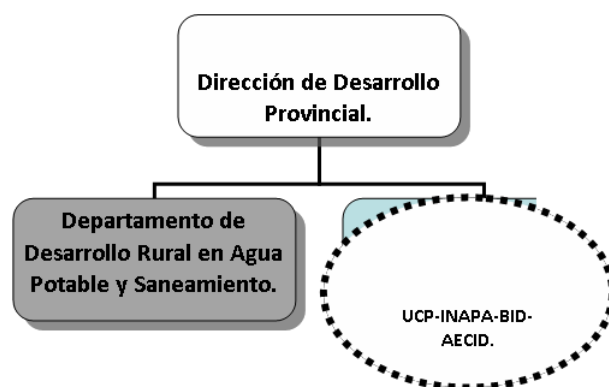 Dirección de Desarrollo
Provincial.
Departamento de
Desarrollo Rural en Agua
Potable y Saneamiento.
UCP-INAPA-BID-
AECID.